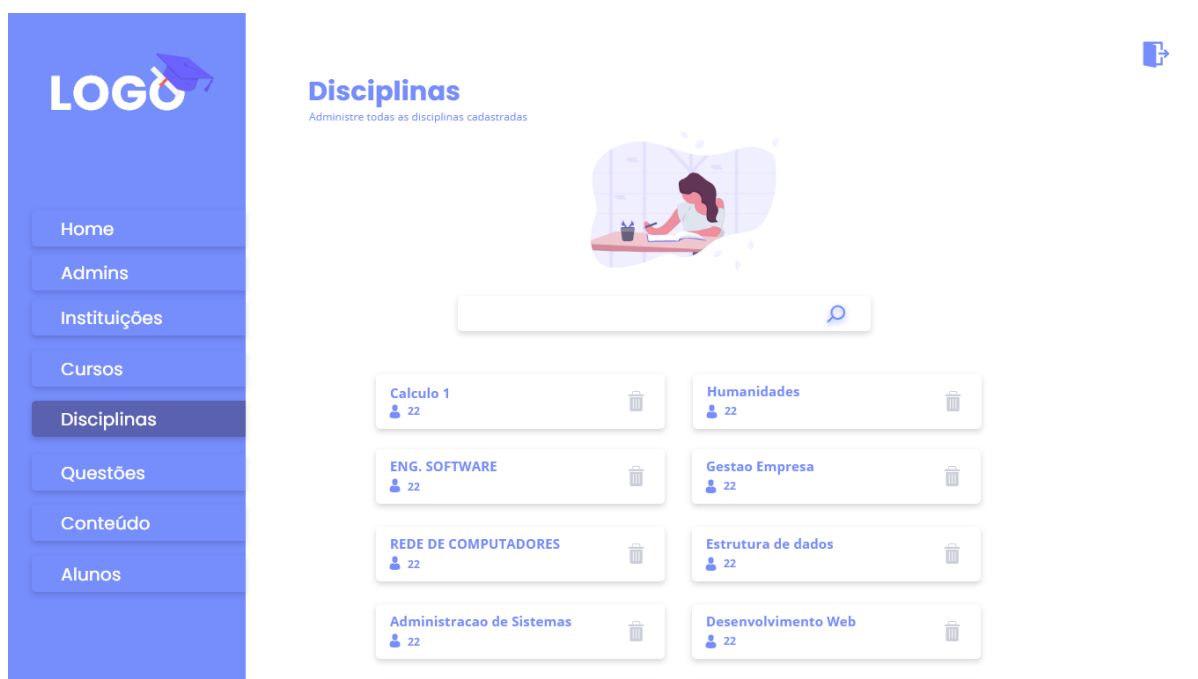 LOGO
Home
Admins
Instituições
Cursos
Disciplinas
Questões
Conteúdo
Alunos
Disciplinas
Administre todas as disciplinas cadastradas
Calculo 1
22
Humanidades
22
ENG. SOFTWARE
22
Gestao Empresa
22
REDE DE COMPUTADORES
22
Estrutura de dados
22
Administracao de Sistemas
22
Desenvolvimento Web
22